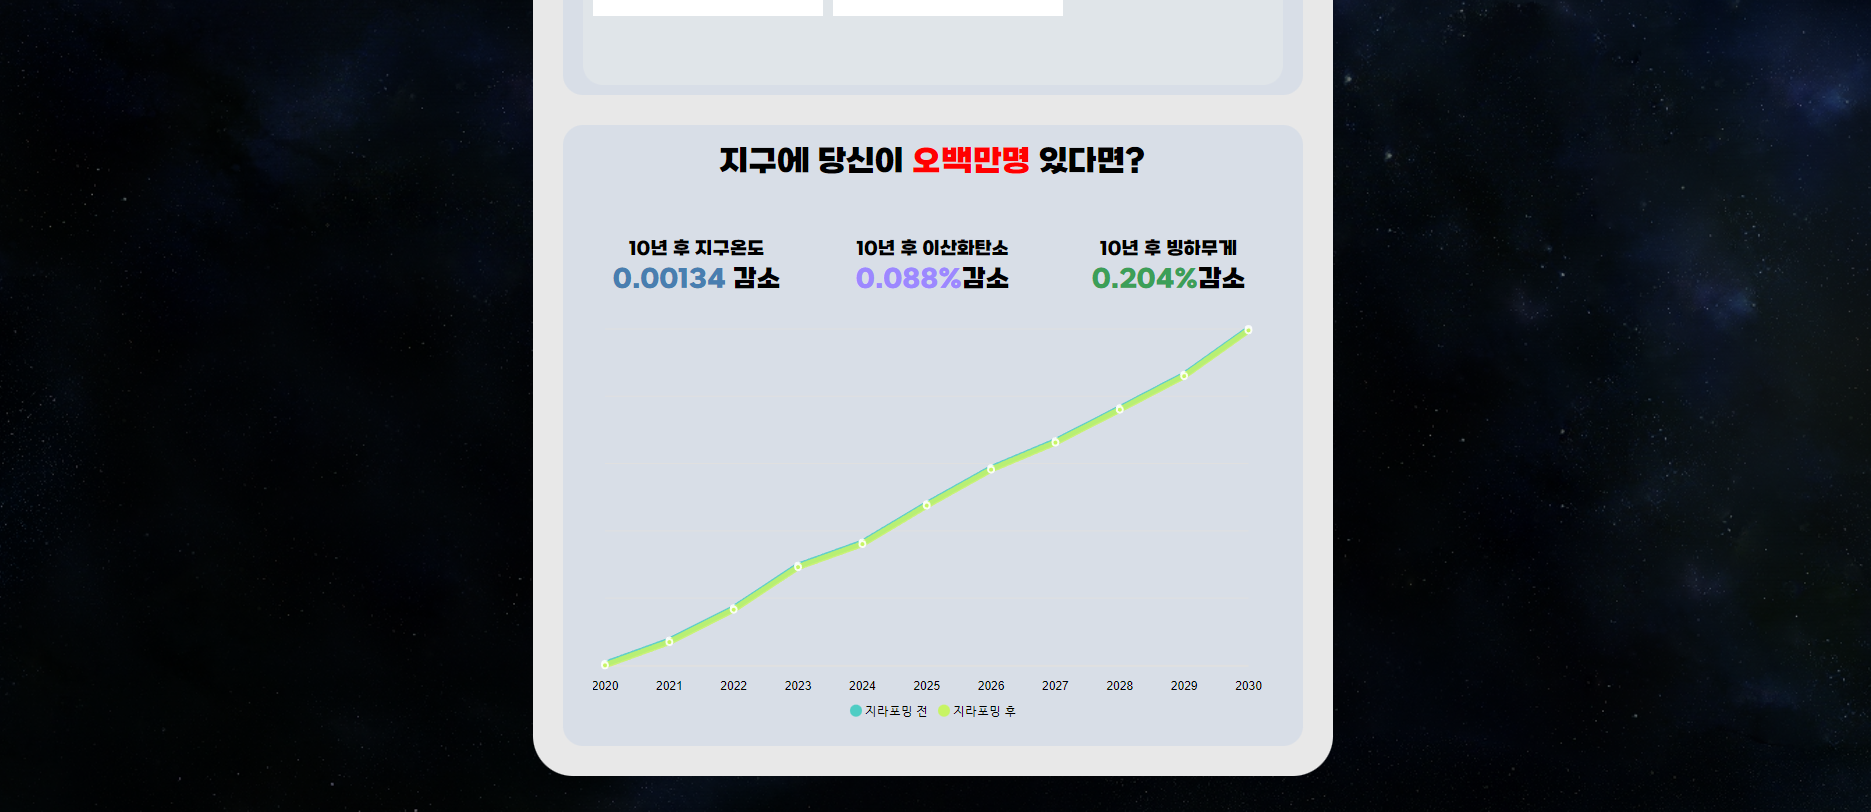 지구에 당신이 오백만명 있다면?
10년 후 지구온도
0.00134 감소
10년 후 이산화탄소
0.088%감소
10년 후 빙하무게
0.204%감소
2020 2021 2022 2023 2024 2025 2026 2027 2028 2029 2030
지라포밍 전 지라포밍 후